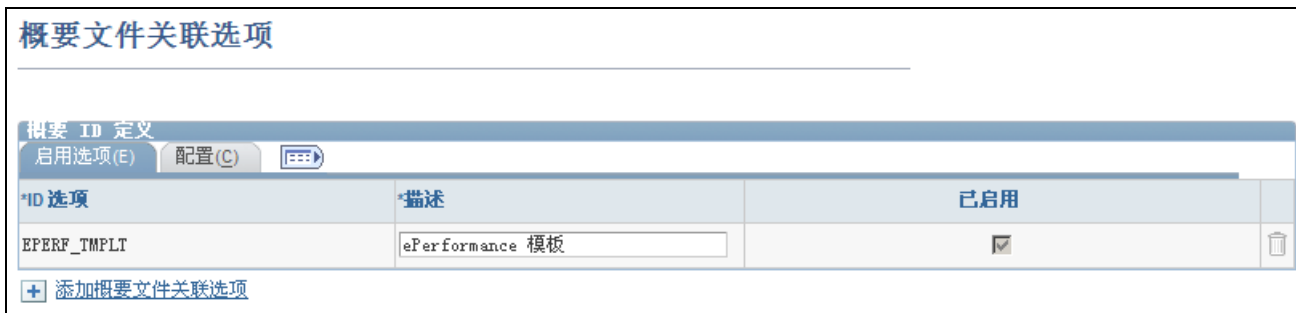 概要文件关联选项
概要 ID 定义
启用选项(E) 配置(C)
*ID 选项 *描述 已启用
EPERF_TMPLT ePerformance 模板
添加概要文件关联选项